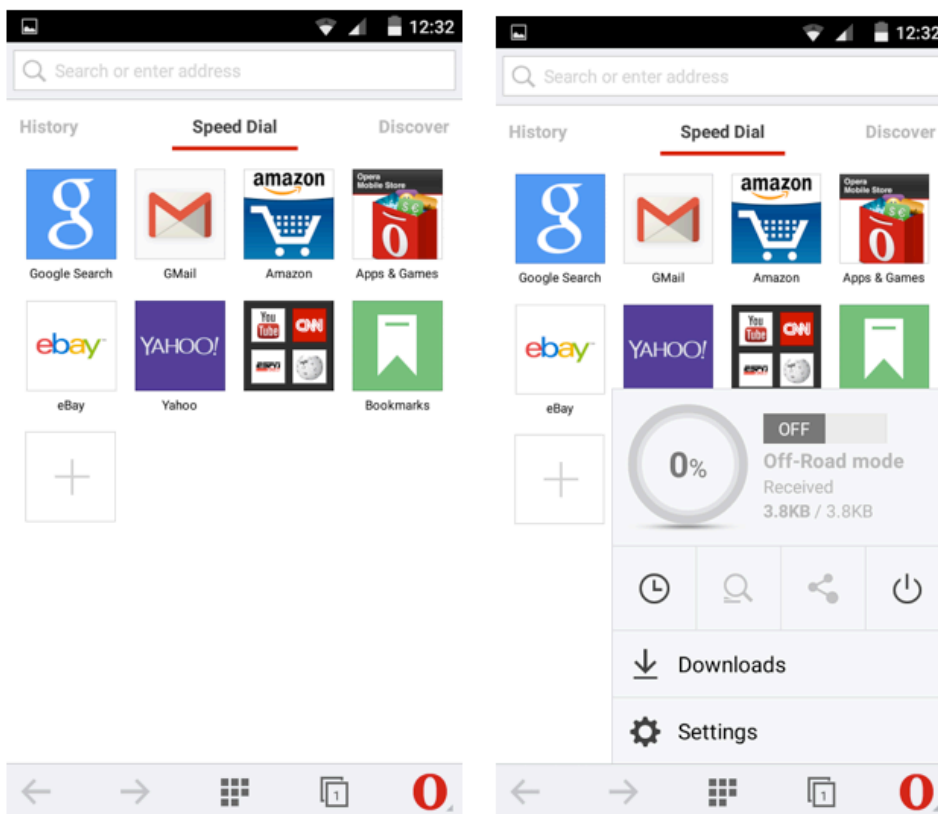 12:32
Search or enter address
History Speed Dial Discover
g
amazon
Opera
Mobile Store
O
Google Search GMail Amazon Apps & Games
ebay
YAHOO!
You
Tube
CNN
ESFTI
eBay Yahoo Bookmarks
1
O
12:32
Search or enter address
History Speed Dial Discover
g
amazon
Opera
Mobile Store
O
Google Search GMail Amazon Apps & Games
ebay
YAHOO!
You
Tube
CNN
ESFTI
eBay
0%
OFF
Off-Road mode
Received
3.8KB / 3.8KB
Downloads
Settings
1
O